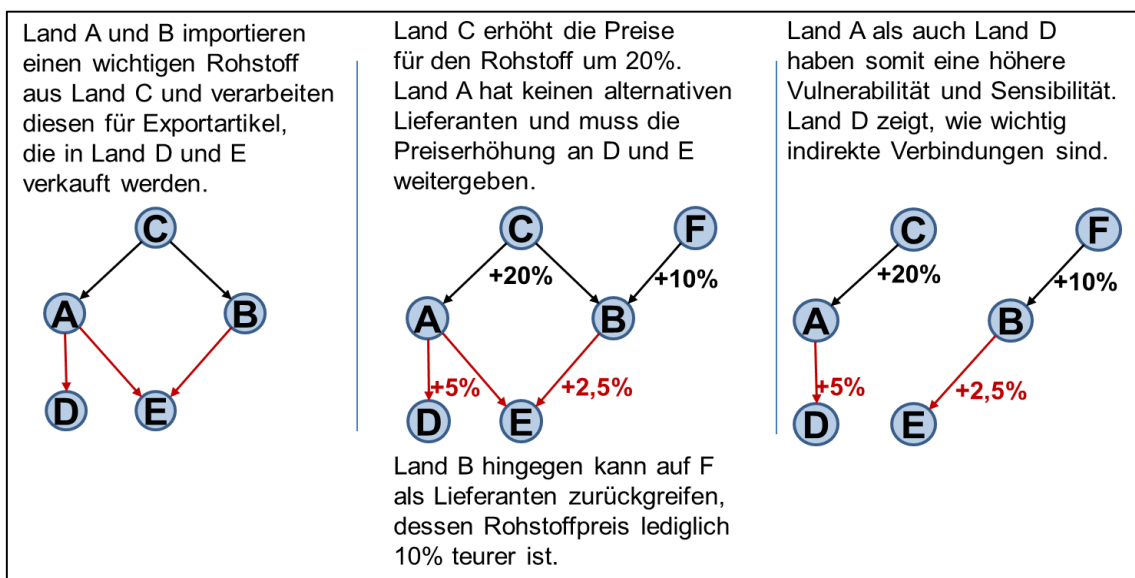 Land A und B importieren
einen wichtigen Rohstoff
aus Land C und verarbeiten
diesen für Exportartikel,
die in Land D und E
verkauft werden.
C
A
B
D
E
Land C erhöht die Preise
für den Rohstoff um 20%.
Land A hat keinen alternativen
Lieferanten und muss die
Preiserhöhung an D und E
weitergeben.
C
F
+20%
+10%
A
B
+5%
+2,5%
D
E
Land B hingegen kann auf F
als Lieferanten zurückgreifen,
dessen Rohstoffpreis lediglich
10% teurer ist.
Land A als auch Land D
haben somit eine höhere
Vulnerabilität und Sensibilität.
Land D zeigt, wie wichtig
indirekte Verbindungen sind.
C
F
+20%
+10%
A
B
+5%
+2,5%
D
E